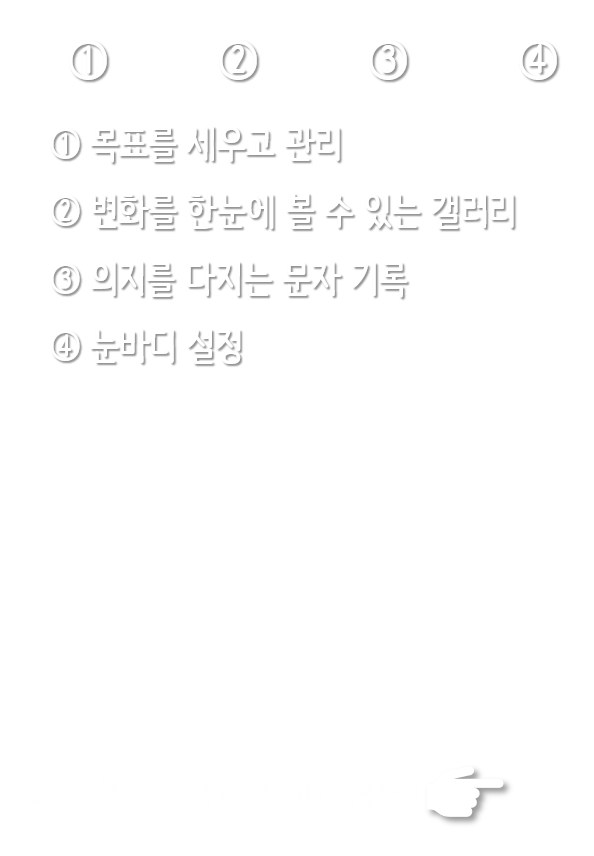 ① ② ③ ④
① 목표를 세우고 관리
② 변화를 한눈에 볼 수 있는 갤러리
③ 의지를 다지는 문자 기록
④ 눈바디 설정